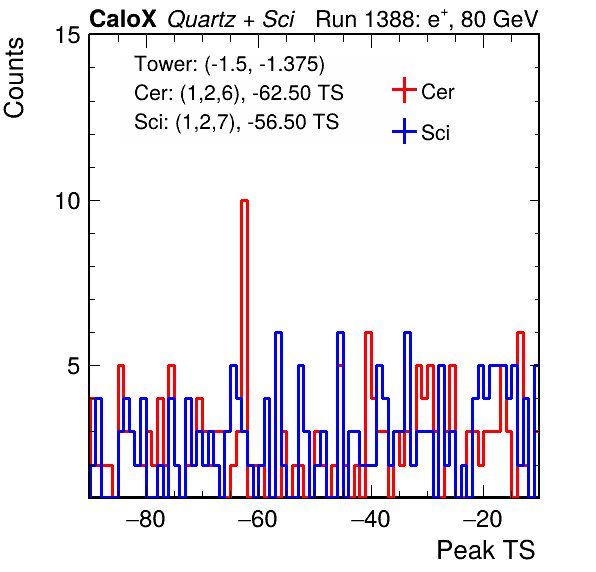 CaloX Quartz + Sci Run 1388: e⁺, 80 GeV
Counts
15
10
5
Tower: (-1.5, -1.375)
Cer: (1,2,6), -62.50 TS
Sci: (1,2,7), -56.50 TS
Cer
Sci
−80 −60 −40 −20
Peak TS